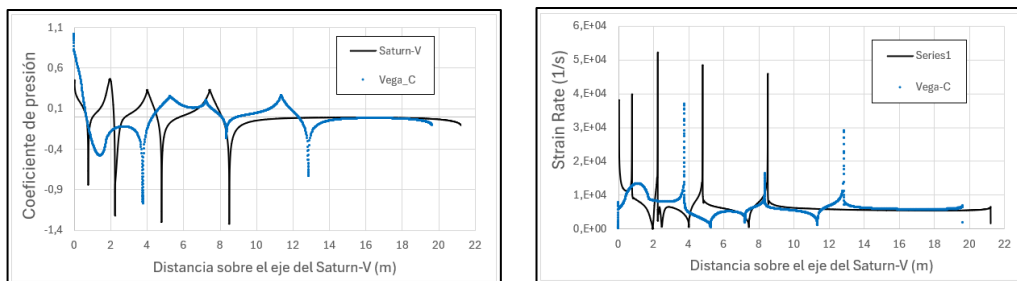 Coeficiente de presión
1,1
0,6
0,1
-0,4
-0,9
-1,4
Saturn-V
Vega_C
0 2 4 6 8 10 12 14 16 18 20 22
Distancia sobre el eje del Saturn-V (m)
Strain Rate (1/s)
6,E+04
5,E+04
4,E+04
3,E+04
2,E+04
1,E+04
0,E+00
Series1
Vega-C
0 2 4 6 8 10 12 14 16 18 20 22
Distancia sobre el eje del Saturn-V (m)